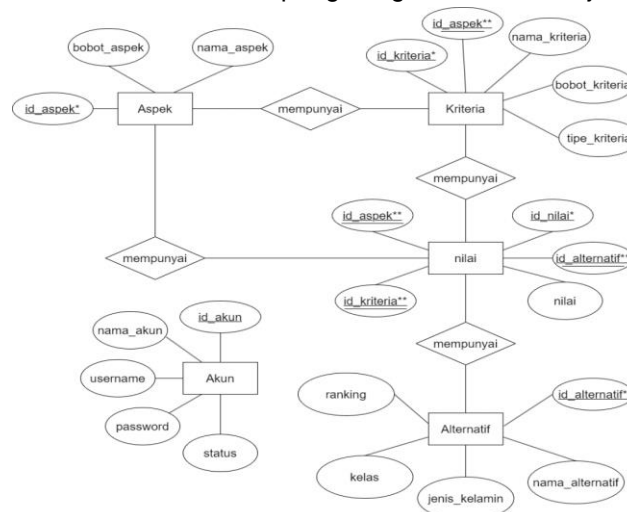 id_aspek**
nama_kriteria
bobot_aspek
nama_aspek
id_kriteria*
bobot_kriteria
id_aspek*
Aspek
mempunyai
Kriteria
tipe_kriteria
mempunyai
id_aspek**
id_nilai*
mempunyai
nilai
id_alternatif**
id_kriteria**
nilai
id_akun
nama_akun
mempunyai
username
Akun
ranking
id_alternatif*
password
Alternatif
status
kelas
jenis_kelamin
nama_alternatif